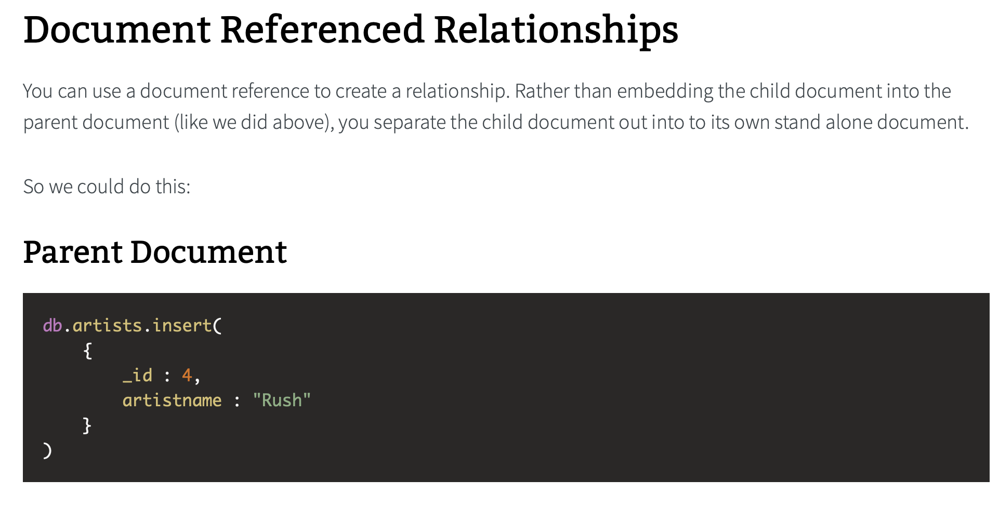 Document Referenced Relationships
You can use a document reference to create a relationship. Rather than embedding the child document into the
parent document (like we did above), you separate the child document out into to its own stand alone document.
So we could do this:
Parent Document
db.artists.insert(
    {
        _id : 4,
        artistname : "Rush"
    }
)